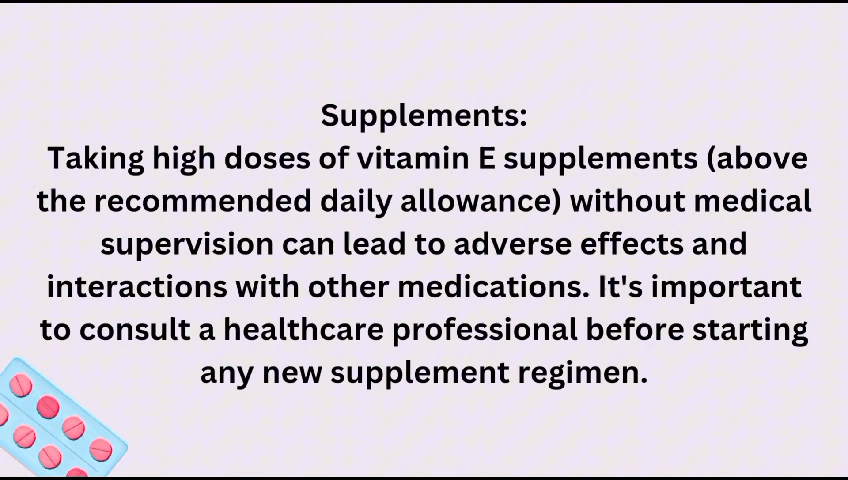 Supplements:
Taking high doses of vitamin E supplements (above
the recommended daily allowance) without medical
supervision can lead to adverse effects and
interactions with other medications. It's important
to consult a healthcare professional before starting
any new supplement regimen.